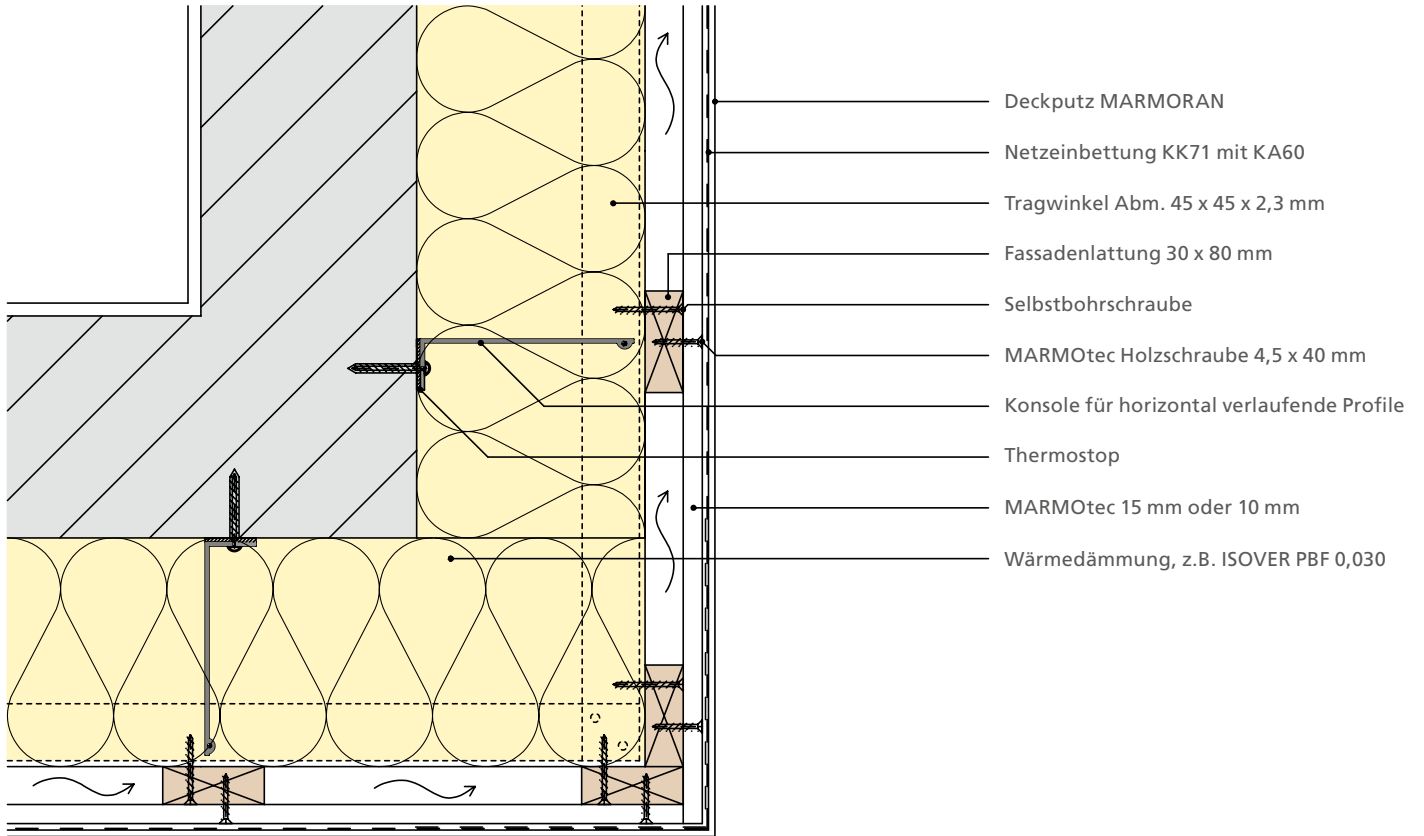 Deckputz MARMORAN
Netzeinbettung KK71 mit KA60
Tragwinkel Abm. 45 x 45 x 2,3 mm
Fassadenlattung 30 x 80 mm
Selbstbohrschraube
MARMOtec Holzschraube 4,5 x 40 mm
Konsole für horizontal verlaufende Profile
Thermostop
MARMOtec 15 mm oder 10 mm
Wärmedämmung, z.B. ISOVER PBF 0,030